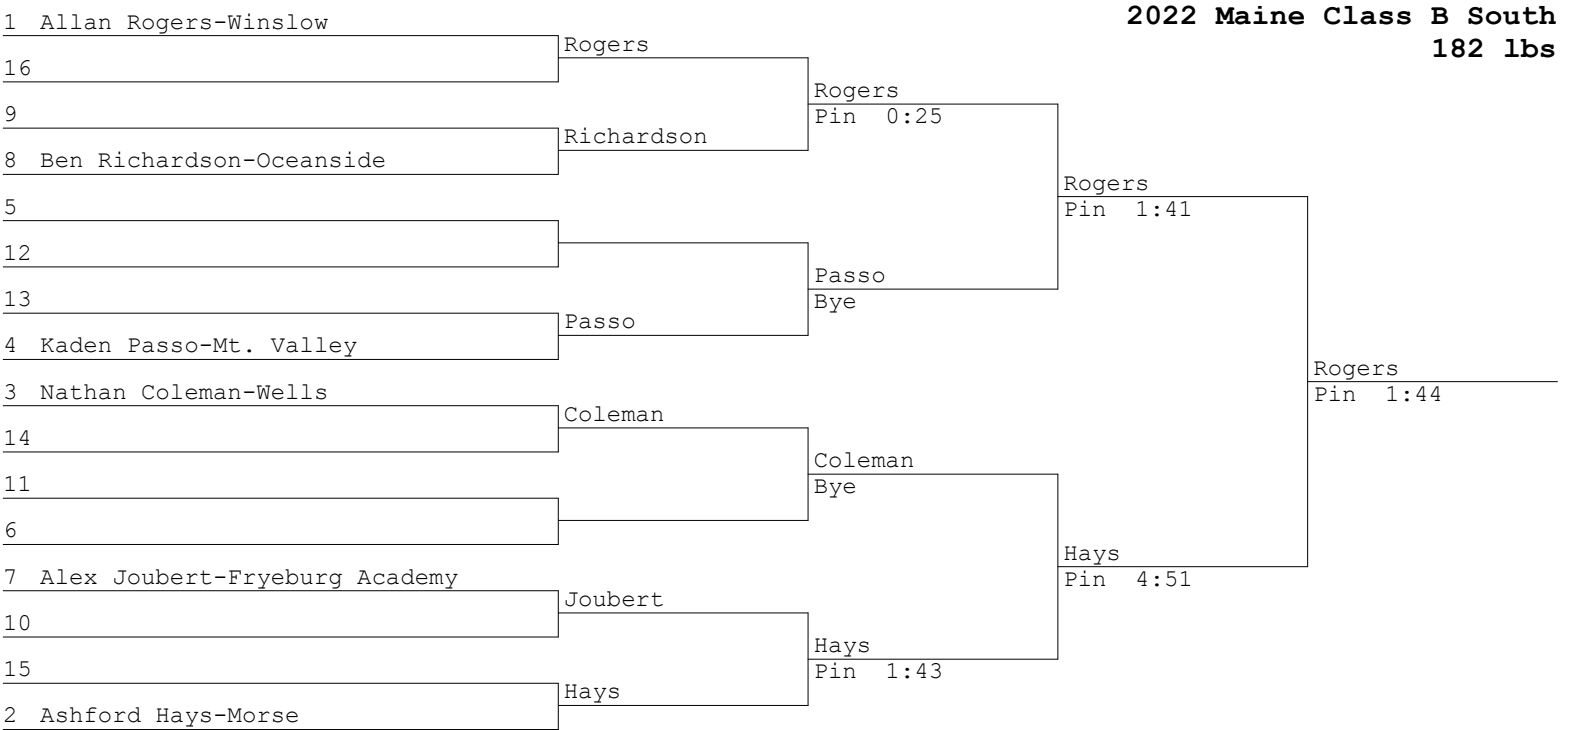 2022 Maine Class B South
182 lbs
1 Allan Rogers-Winslow
Rogers
16
Rogers
Pin 0:25
9
Richardson
8 Ben Richardson-Oceanside
Rogers
Pin 1:41
5
12
Passo
Bye
13
Passo
4 Kaden Passo-Mt. Valley
Rogers
Pin 1:44
3 Nathan Coleman-Wells
Coleman
14
Coleman
Bye
11
6
Hays
Pin 4:51
7 Alex Joubert-Fryeburg Academy
Joubert
10
Hays
Pin 1:43
15
Hays
2 Ashford Hays-Morse